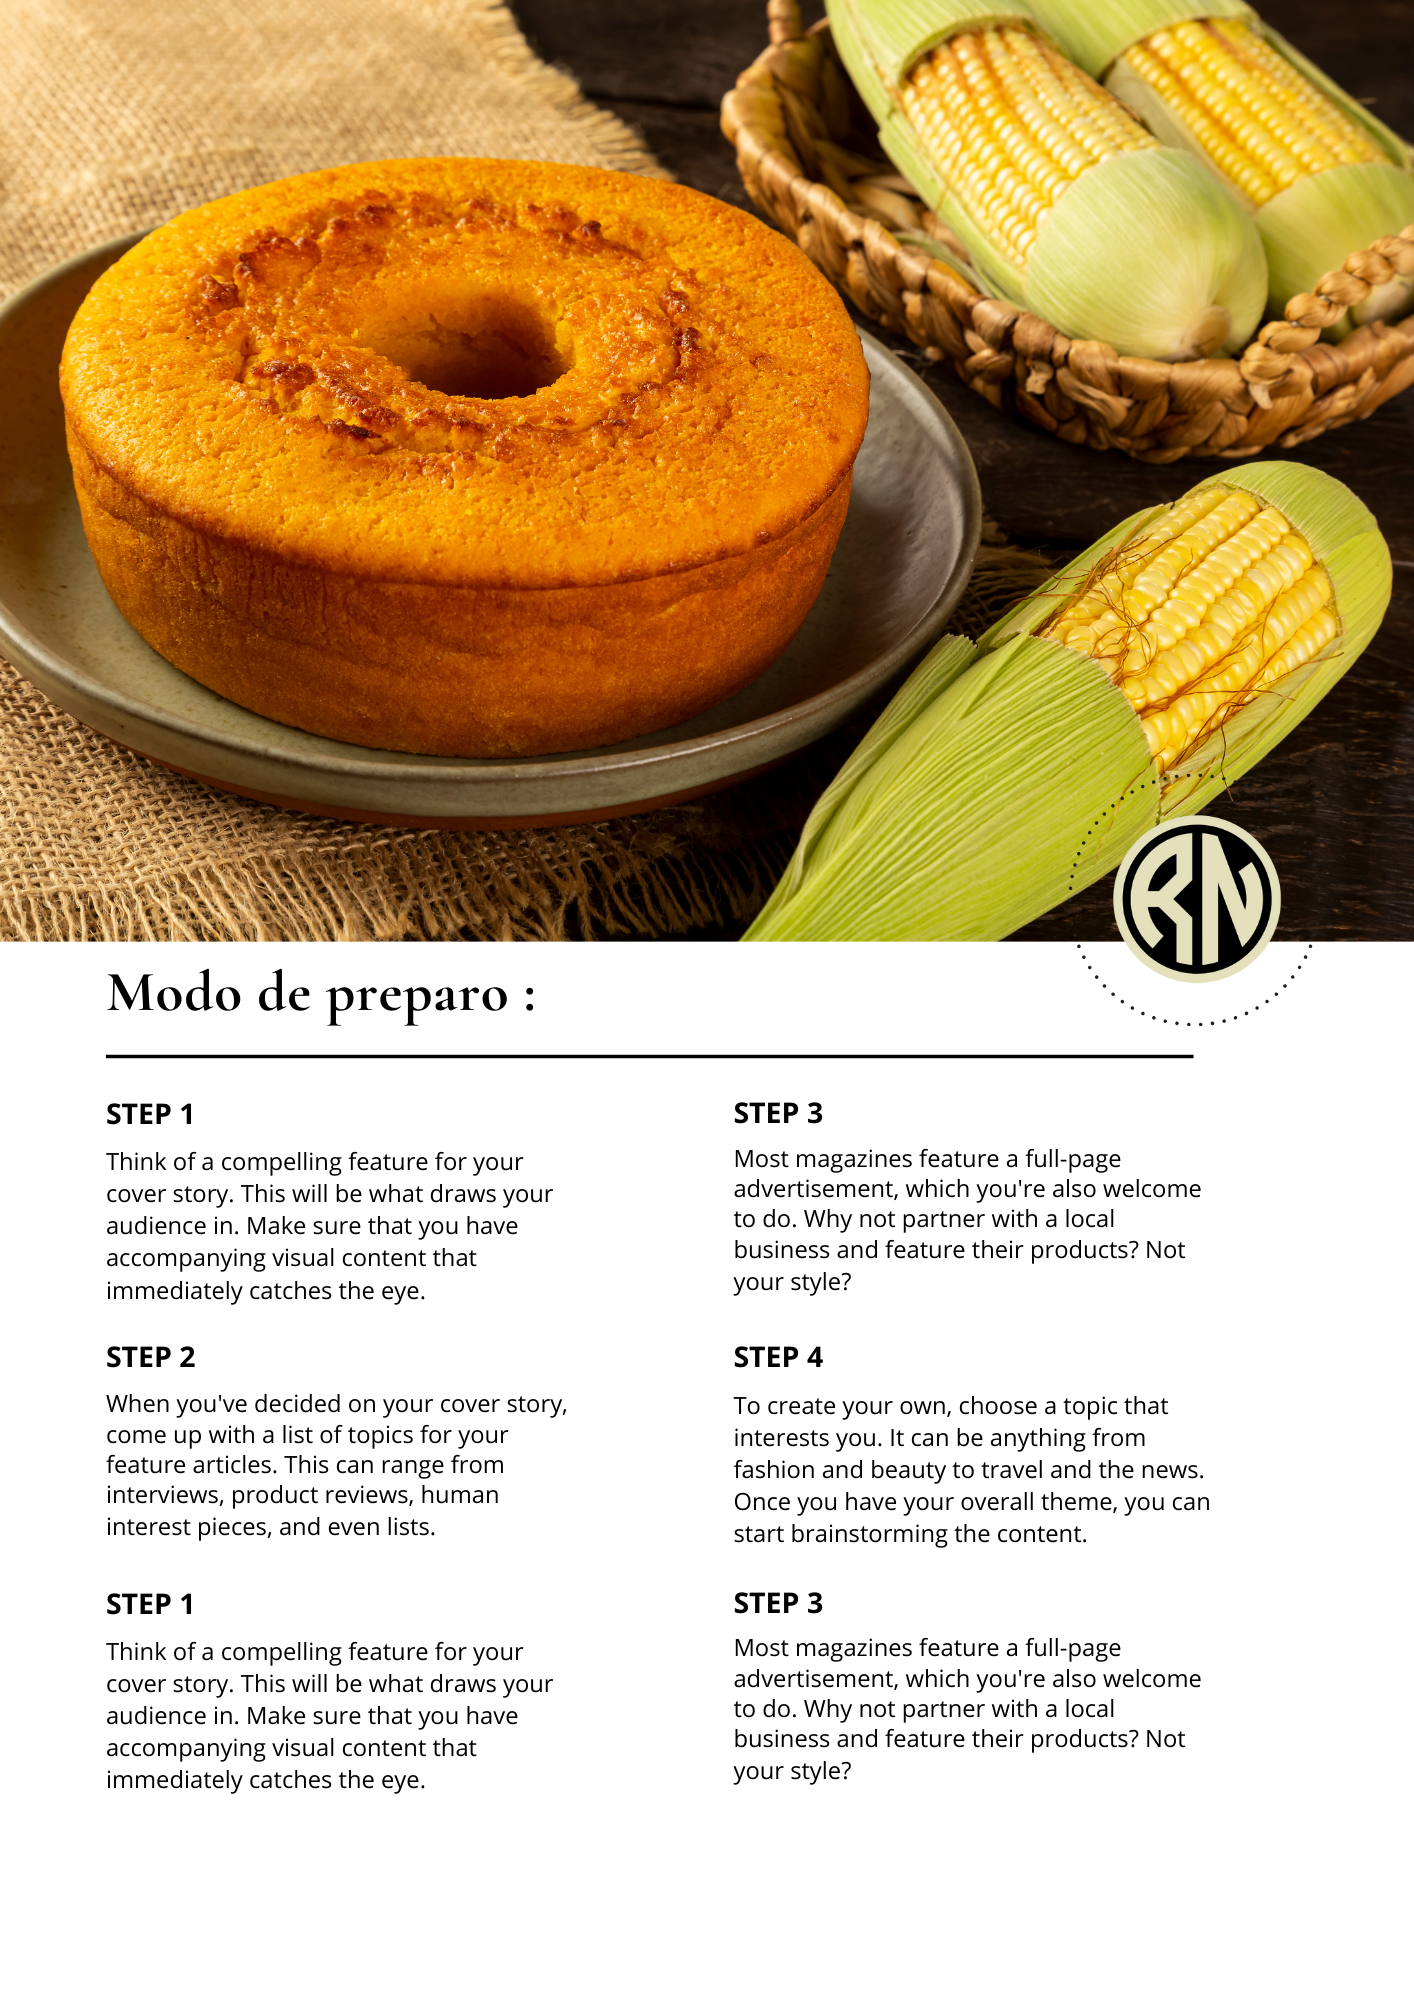 RN
Modo de preparo :
STEP 1
Think of a compelling feature for your
cover story. This will be what draws your
audience in. Make sure that you have
accompanying visual content that
immediately catches the eye.
STEP 2
When you've decided on your cover story,
come up with a list of topics for your
feature articles. This can range from
interviews, product reviews, human
interest pieces, and even lists.
STEP 1
Think of a compelling feature for your
cover story. This will be what draws your
audience in. Make sure that you have
accompanying visual content that
immediately catches the eye.
STEP 3
Most magazines feature a full-page
advertisement, which you're also welcome
to do. Why not partner with a local
business and feature their products? Not
your style?
STEP 4
To create your own, choose a topic that
interests you. It can be anything from
fashion and beauty to travel and the news.
Once you have your overall theme, you can
start brainstorming the content.
STEP 3
Most magazines feature a full-page
advertisement, which you're also welcome
to do. Why not partner with a local
business and feature their products? Not
your style?